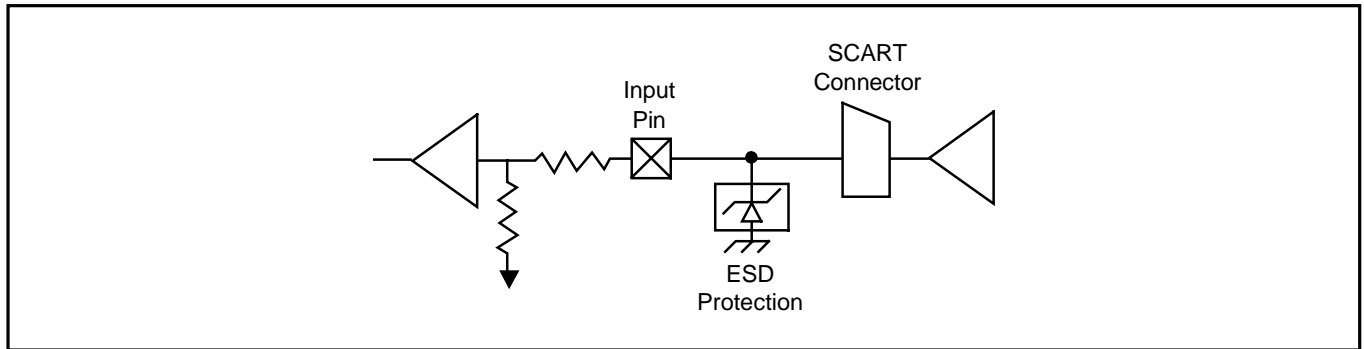 SCART
Connector
Input
Pin
ESD
Protection